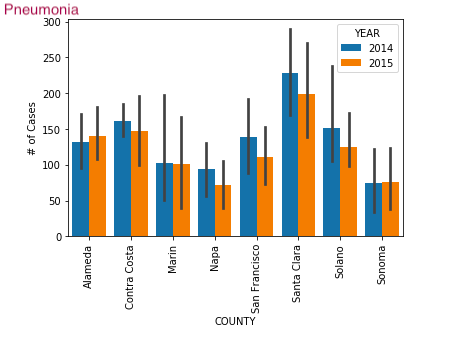 Pneumonia
300
250
200
150
100
50
0
# of Cases
YEAR
2014
2015
Alameda
Contra Costa
Marin
Napa
San Francisco
Santa Clara
Solano
Sonoma
COUNTY